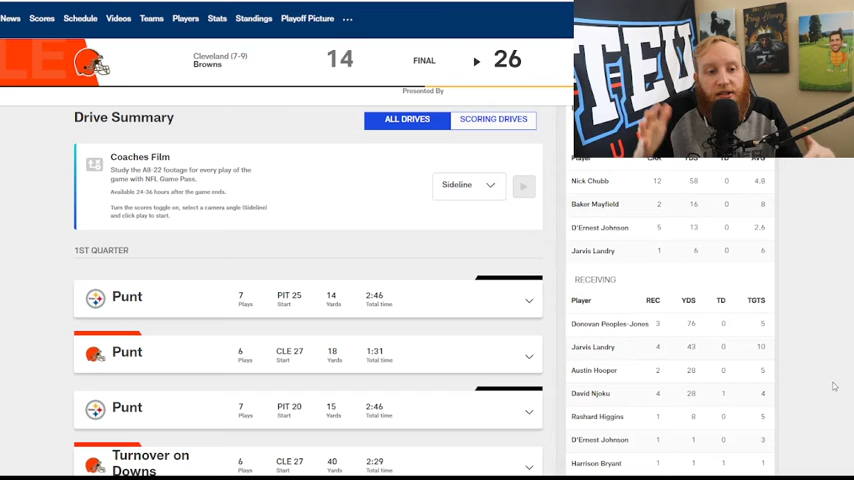 News Scores Schedule Videos Teams Players Stats Standings Playoff Picture ...
Cleveland (7-9)
Browns
14
FINAL
26
Presented By
Drive Summary
ALL DRIVES
SCORING DRIVES
Coaches Film
Study the All-22 footage for every play of the
game with NFL Game Pass.
Available 24-36 hours after the game ends.
Turn the scores toggle on, select a camera angle (Sideline)
and click play to start.
Sideline
1ST QUARTER
Punt
7 PIT 25 14 2:46
Plays Start Yards Total time
Punt
6 CLE 27 18 1:31
Plays Start Yards Total time
Punt
7 PIT 20 15 2:46
Plays Start Yards Total time
Turnover on
Downs
6 CLE 27 40 2:29
Plays Start Yards Total time
Player CAR YDS TD AVG
Nick Chubb 12 58 0 4.8
Baker Mayfield 2 16 0 8
D'Ernest Johnson 5 13 0 2.6
Jarvis Landry 1 6 0 6
RECEIVING
Player REC YDS TD TGTS
Donovan Peoples-Jones 3 76 0 5
Jarvis Landry 4 43 0 10
Austin Hooper 2 28 0 5
David Njoku 4 28 1 4
Rashard Higgins 1 8 0 5
D'Ernest Johnson 1 1 0 3
Harrison Bryant 1 1 1 1